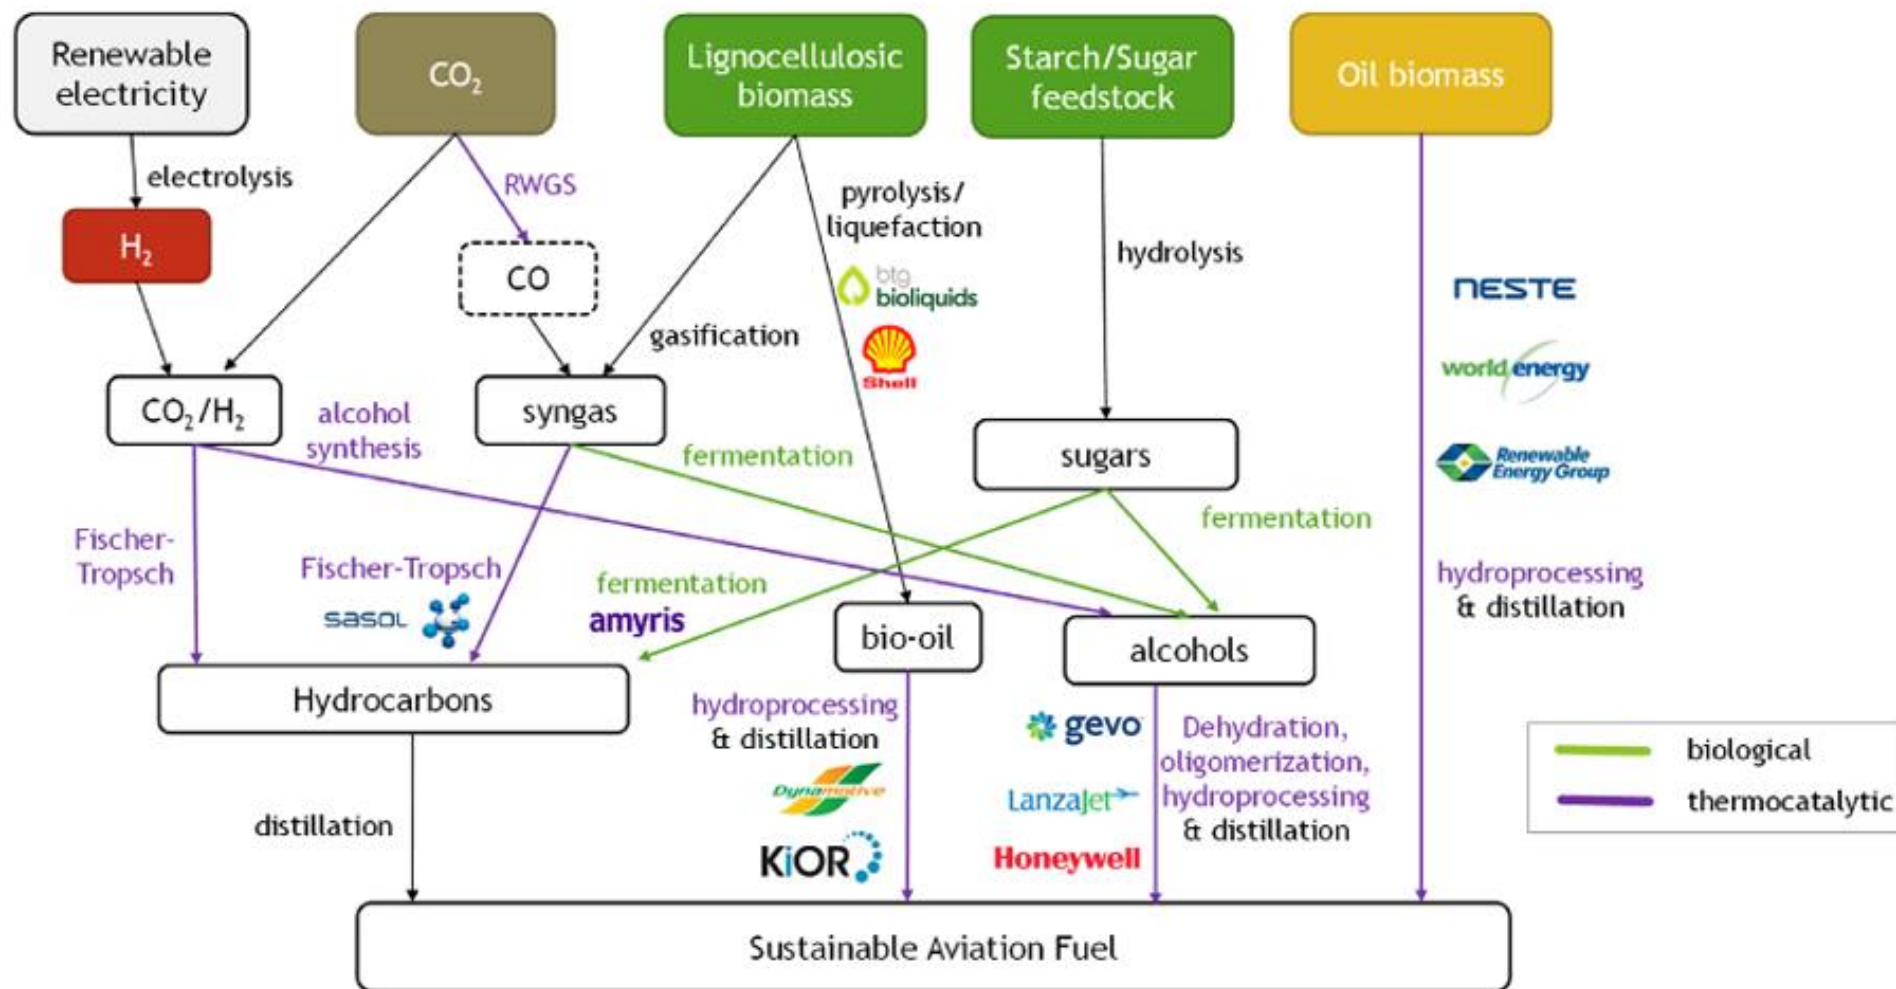 Renewable
electricity
CO₂
Lignocellulosic
biomass
Starch/Sugar
feedstock
Oil biomass
electrolysis
RWGS
pyrolysis/
liquefaction
H₂
CO
hydrolysis
btg
bioliquids
NESTE
gasification
Shell
world energy
CO₂/H₂
alcohol
synthesis
syngas
fermentation
sugars
Renewable
Energy Group
fermentation
Fischer-
Tropsch
Fischer-Tropsch
sasol
fermentation
amyris
hydroprocessing
& distillation
bio-oil
alcohols
Hydrocarbons
hydroprocessing
& distillation
gevo
Dehydration,
oligomerization,
hydroprocessing
& distillation
Dynamotive
LanzaJet
distillation
KiOR
Honeywell
biological
thermocatalytic
Sustainable Aviation Fuel